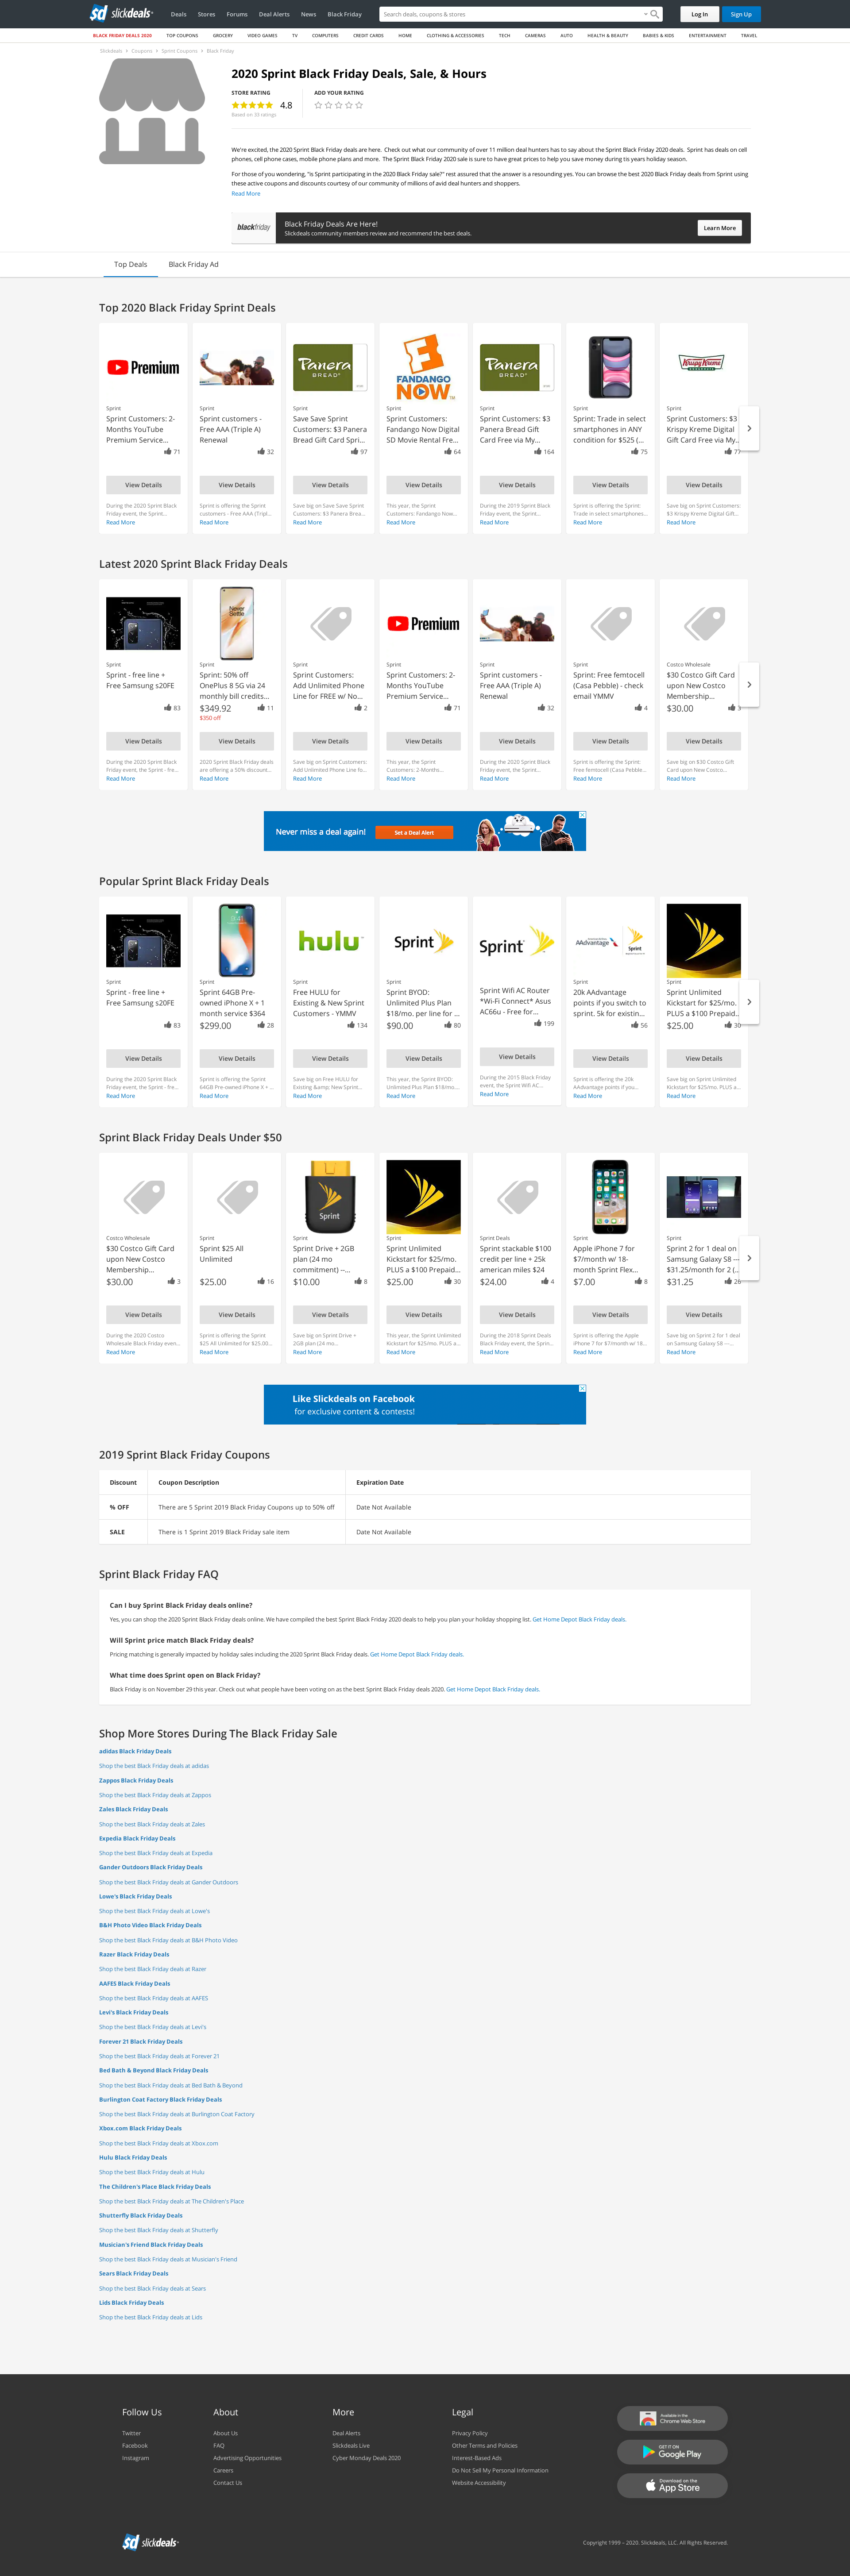 slickdeals
Deals Stores Forums Deal Alerts News Black Friday
Search deals, coupons & stores
Log In Sign Up
BLACK FRIDAY DEALS 2020 TOP COUPONS GROCERY VIDEO GAMES TV COMPUTERS CREDIT CARDS HOME CLOTHING & ACCESSORIES TECH CAMERAS AUTO HEALTH & BEAUTY BABIES & KIDS ENTERTAINMENT TRAVEL
Slickdeals > Coupons > Sprint Coupons > Black Friday
2020 Sprint Black Friday Deals, Sale, & Hours
STORE RATING
4.8
Based on 33 ratings
ADD YOUR RATING
We're excited, the 2020 Sprint Black Friday deals are here. Check out what our community of over 11 million deal hunters has to say about the Sprint Black Friday 2020 deals. Sprint has deals on cell
phones, cell phone cases, mobile phone plans and more. The Sprint Black Friday 2020 sale is sure to have great prices to help you save money during tis years holiday season.
For those of you wondering, "is Sprint participating in the 2020 Black Friday sale?" rest assured that the answer is a resounding yes. You can browse the best 2020 Black Friday deals from Sprint using
these active coupons and discounts courtesy of our community of millions of avid deal hunters and shoppers.
Read More
blackfriday
Black Friday Deals Are Here!
Slickdeals community members review and recommend the best deals.
Learn More
Top Deals Black Friday Ad
Top 2020 Black Friday Sprint Deals
Premium
Sprint
Sprint Customers: 2-
Months YouTube
Premium Service...
71
View Details
During the 2020 Sprint Black
Friday event, the Sprint...
Read More
Sprint
Sprint customers -
Free AAA (Triple A)
Renewal
32
View Details
Sprint is offering the Sprint
customers - Free AAA (Tripl...
Read More
Panera
BREAD
Sprint
Save Save Sprint
Customers: $3 Panera
Bread Gift Card Spri...
97
View Details
Save big on Save Save Sprint
Customers: $3 Panera Brea...
Read More
FANDANGO
NOW
Sprint
Sprint Customers:
Fandango Now Digital
SD Movie Rental Fre...
64
View Details
This year, the Sprint
Customers: Fandango Now...
Read More
Panera
BREAD
Sprint
Sprint Customers: $3
Panera Bread Gift
Card Free via My...
164
View Details
During the 2019 Sprint Black
Friday event, the Sprint...
Read More
Sprint
Sprint: Trade in select
smartphones in ANY
condition for $525 (...
75
View Details
Sprint is offering the Sprint:
Trade in select smartphones...
Read More
Krispy Kreme
Sprint
Sprint Customers: $3
Krispy Kreme Digital
Gift Card Free via My...
77
View Details
Save big on Sprint Customers:
$3 Krispy Kreme Digital Gift...
Read More
Latest 2020 Sprint Black Friday Deals
Sprint
Sprint - free line +
Free Samsung s20FE
83
View Details
During the 2020 Sprint Black
Friday event, the Sprint - fre...
Read More
Never
Settle
Sprint
Sprint: 50% off
OnePlus 8 5G via 24
monthly bill credits...
$349.92 11
$350 off
View Details
2020 Sprint Black Friday deals
are offering a 50% discount...
Read More
Sprint
Sprint Customers:
Add Unlimited Phone
Line for FREE w/ No...
2
View Details
Save big on Sprint Customers:
Add Unlimited Phone Line fo...
Read More
Premium
Sprint
Sprint Customers: 2-
Months YouTube
Premium Service...
71
View Details
This year, the Sprint
Customers: 2-Months...
Read More
Sprint
Sprint customers -
Free AAA (Triple A)
Renewal
32
View Details
During the 2020 Sprint Black
Friday event, the Sprint...
Read More
Sprint
Sprint: Free femtocell
(Casa Pebble) - check
email YMMV
4
View Details
Sprint is offering the Sprint:
Free femtocell (Casa Pebble...
Read More
Costco Wholesale
$30 Costco Gift Card
upon New Costco
Membership...
$30.00 3
View Details
Save big on $30 Costco Gift
Card upon New Costco...
Read More
Never miss a deal again! Set a Deal Alert
Popular Sprint Black Friday Deals
Sprint
Sprint - free line +
Free Samsung s20FE
83
View Details
During the 2020 Sprint Black
Friday event, the Sprint - fre...
Read More
Sprint
Sprint 64GB Pre-
owned iPhone X + 1
month service $364
$299.00 28
View Details
Sprint is offering the Sprint
64GB Pre-owned iPhone X + ...
Read More
hulu
Sprint
Free HULU for
Existing & New Sprint
Customers - YMMV
134
View Details
Save big on Free HULU for
Existing &amp; New Sprint...
Read More
Sprint
Sprint
Sprint BYOD:
Unlimited Plus Plan
$18/mo. per line for ...
$90.00 80
View Details
This year, the Sprint BYOD:
Unlimited Plus Plan $18/mo....
Read More
Sprint
Sprint Wifi AC Router
*Wi-Fi Connect* Asus
AC66u - Free for...
199
View Details
During the 2015 Black Friday
event, the Sprint Wifi AC...
Read More
AAdvantage Sprint
Sprint
20k AAdvantage
points if you switch to
sprint. 5k for existin...
56
View Details
Sprint is offering the 20k
AAdvantage points if you...
Read More
Sprint
Sprint Unlimited
Kickstart for $25/mo.
PLUS a $100 Prepaid...
$25.00 30
View Details
Save big on Sprint Unlimited
Kickstart for $25/mo. PLUS a...
Read More
Sprint Black Friday Deals Under $50
Costco Wholesale
$30 Costco Gift Card
upon New Costco
Membership...
$30.00 3
View Details
During the 2020 Costco
Wholesale Black Friday even...
Read More
Sprint
Sprint $25 All
Unlimited
$25.00 16
View Details
Sprint is offering the Sprint
$25 All Unlimited for $25.00...
Read More
Sprint
Sprint
Sprint Drive + 2GB
plan (24 mo
commitment) --...
$10.00 8
View Details
Save big on Sprint Drive +
2GB plan (24 mo...
Read More
Sprint
Sprint Unlimited
Kickstart for $25/mo.
PLUS a $100 Prepaid...
$25.00 30
View Details
This year, the Sprint Unlimited
Kickstart for $25/mo. PLUS a...
Read More
Sprint Deals
Sprint stackable $100
credit per line + 25k
american miles $24
$24.00 4
View Details
During the 2018 Sprint Deals
Black Friday event, the Sprin...
Read More
Sprint
Apple iPhone 7 for
$7/month w/ 18-
month Sprint Flex...
$7.00 8
View Details
Sprint is offering the Apple
iPhone 7 for $7/month w/ 18...
Read More
Sprint
Sprint 2 for 1 deal on
Samsung Galaxy S8 —
$31.25/month for 2 (...
$31.25 26
View Details
Save big on Sprint 2 for 1 deal
on Samsung Galaxy S8 —...
Read More
Like Slickdeals on Facebook
for exclusive content & contests!
2019 Sprint Black Friday Coupons
Discount Coupon Description Expiration Date
% OFF There are 5 Sprint 2019 Black Friday Coupons up to 50% off Date Not Available
SALE There is 1 Sprint 2019 Black Friday sale item Date Not Available
Sprint Black Friday FAQ
Can I buy Sprint Black Friday deals online?
Yes, you can shop the 2020 Sprint Black Friday deals online. We have compiled the best Sprint Black Friday 2020 deals to help you plan your holiday shopping list. Get Home Depot Black Friday deals.
Will Sprint price match Black Friday deals?
Pricing matching is generally impacted by holiday sales including the 2020 Sprint Black Friday deals. Get Home Depot Black Friday deals.
What time does Sprint open on Black Friday?
Black Friday is on November 29 this year. Check out what people have been voting on as the best Sprint Black Friday deals 2020. Get Home Depot Black Friday deals.
Shop More Stores During The Black Friday Sale
adidas Black Friday Deals
Shop the best Black Friday deals at adidas
Zappos Black Friday Deals
Shop the best Black Friday deals at Zappos
Zales Black Friday Deals
Shop the best Black Friday deals at Zales
Expedia Black Friday Deals
Shop the best Black Friday deals at Expedia
Gander Outdoors Black Friday Deals
Shop the best Black Friday deals at Gander Outdoors
Lowe's Black Friday Deals
Shop the best Black Friday deals at Lowe's
B&H Photo Video Black Friday Deals
Shop the best Black Friday deals at B&H Photo Video
Razer Black Friday Deals
Shop the best Black Friday deals at Razer
AAFES Black Friday Deals
Shop the best Black Friday deals at AAFES
Levi's Black Friday Deals
Shop the best Black Friday deals at Levi's
Forever 21 Black Friday Deals
Shop the best Black Friday deals at Forever 21
Bed Bath & Beyond Black Friday Deals
Shop the best Black Friday deals at Bed Bath & Beyond
Burlington Coat Factory Black Friday Deals
Shop the best Black Friday deals at Burlington Coat Factory
Xbox.com Black Friday Deals
Shop the best Black Friday deals at Xbox.com
Hulu Black Friday Deals
Shop the best Black Friday deals at Hulu
The Children's Place Black Friday Deals
Shop the best Black Friday deals at The Children's Place
Shutterfly Black Friday Deals
Shop the best Black Friday deals at Shutterfly
Musician's Friend Black Friday Deals
Shop the best Black Friday deals at Musician's Friend
Sears Black Friday Deals
Shop the best Black Friday deals at Sears
Lids Black Friday Deals
Shop the best Black Friday deals at Lids
Follow Us
Twitter
Facebook
Instagram
About
About Us
FAQ
Advertising Opportunities
Careers
Contact Us
More
Deal Alerts
Slickdeals Live
Cyber Monday Deals 2020
Legal
Privacy Policy
Other Terms and Policies
Interest-Based Ads
Do Not Sell My Personal Information
Website Accessibility
Available in the
Chrome Web Store
GET IT ON
Google Play
Download on the
App Store
slickdeals
Copyright 1999 - 2020. Slickdeals, LLC. All Rights Reserved.